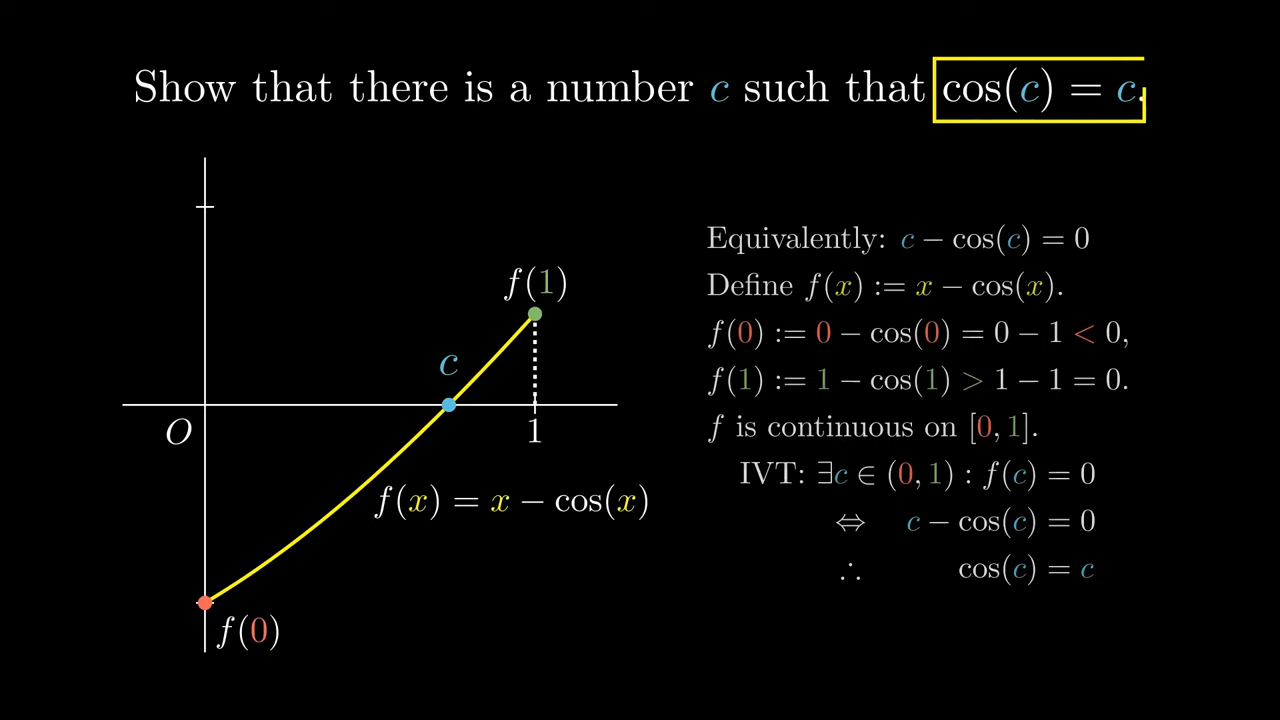 Show that there is a number c such that cos(c) = c.
f(1)
c
O
1
f(x) = x − cos(x)
f(0)
Equivalently: c − cos(c) = 0
Define f(x) := x − cos(x).
f(0) := 0 − cos(0) = 0 − 1 < 0,
f(1) := 1 − cos(1) > 1 − 1 = 0.
f is continuous on [0, 1].
IVT: ∃c ∈ (0, 1) : f(c) = 0
⇔ c − cos(c) = 0
∴ cos(c) = c